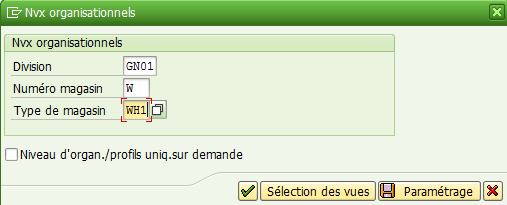 Nvx organisationnels
Nvx organisationnels
Division GN01
Numéro magasin W
Type de magasin WH1
Niveau d'organ./profils uniq.sur demande
Sélection des vues Paramétrage